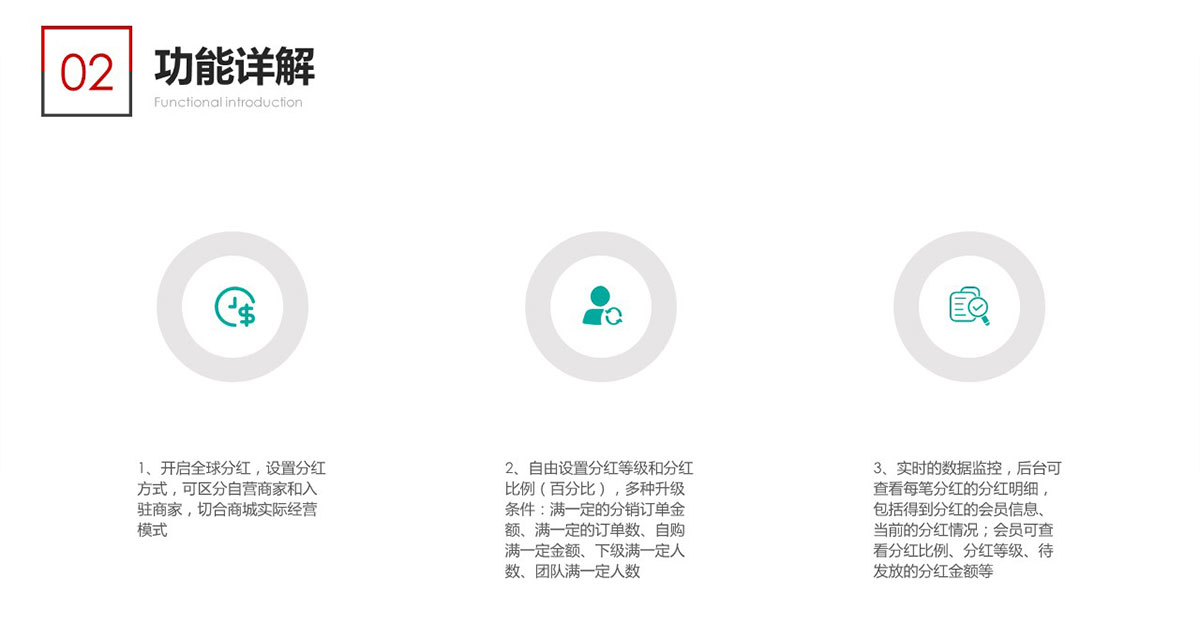 02
功能详解
Functional introduction
1、开启全球分红，设置分红
方式，可区分自营商家和入
驻商家，切合商城实际经营
模式
2、自由设置分红等级和分红
比例（百分比），多种升级
条件：满一定的分销订单金
额、满一定的订单数、自购
满一定金额、下级满一定人
数、团队满一定人数
3、实时的数据监控，后台可
查看每笔分红的分红明细，
包括得到分红的会员信息、
当前的分红情况；会员可查
看分红比例、分红等级、待
发放的分红金额等